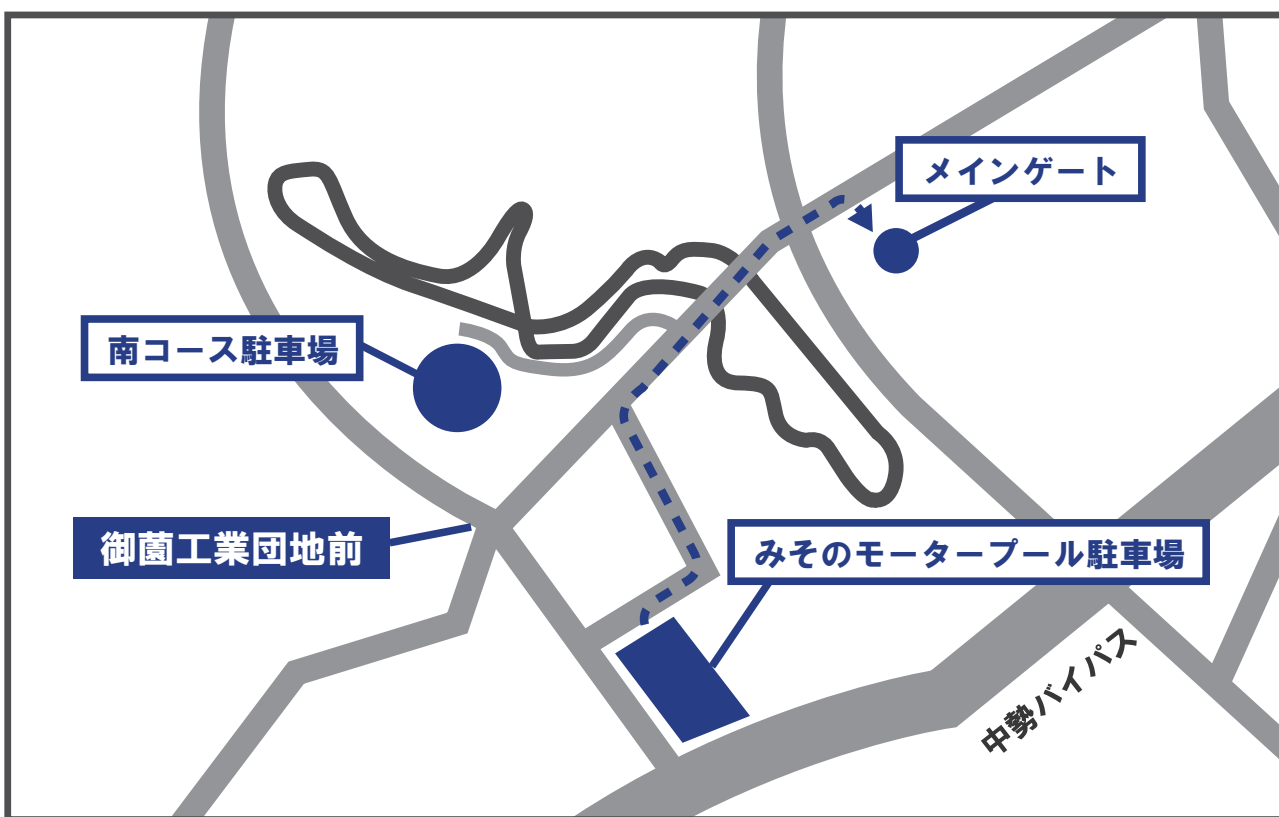 メインゲート
南コース駐車場
御薗工業団地前
みそのモータープール駐車場
中勢バイパス